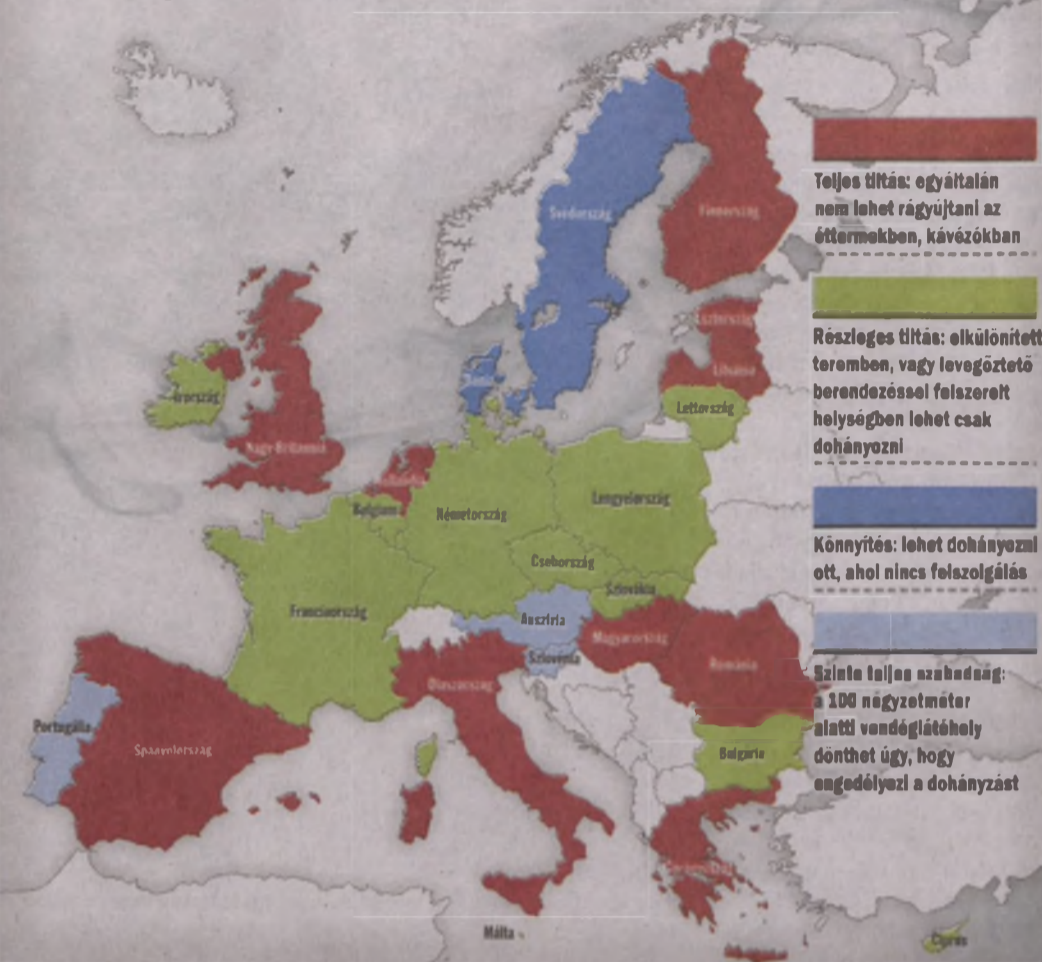 Svédország
Finnország
Észtország
Litvánia
Lettország
Írország
Nagy-Britannia
Belgium
Németország
Lengyelország
Csehország
Szlovákia
Franciaország
Ausztria
Magyarország
Szlovénia
Románia
Olaszország
Portugália
Spanyolország
Bulgária
Málta
Ciprus
Teljes tiltás: egyáltalán
nem lehet rágyújtani az
éttermekben, kávézókban
Részleges tiltás: elkülönített
teremben, vagy levegőztető
berendezéssel felszerelt
helységben lehet csak
dohányozni
Könnyítés: lehet dohányozni
ott, ahol nincs felszolgálás
Szinte teljes szabadság:
a 100 négyzetméter
alatti vendéglátóhely
dönthet úgy, hogy
engedélyezi a dohányzást